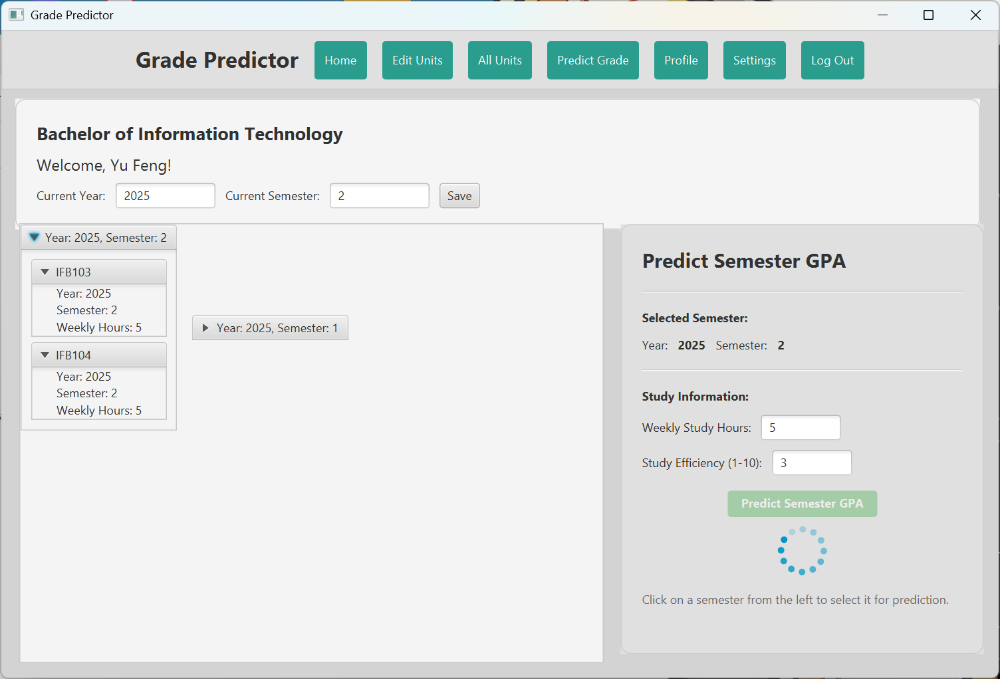 Grade Predictor
Grade Predictor Home Edit Units All Units Predict Grade Profile Settings Log Out
Bachelor of Information Technology
Welcome, Yu Feng!
Current Year: 2025 Current Semester: 2 Save
Year: 2025, Semester: 2
IFB103
Year: 2025
Semester: 2
Weekly Hours: 5
IFB104
Year: 2025
Semester: 2
Weekly Hours: 5
Year: 2025, Semester: 1
Predict Semester GPA
Selected Semester:
Year: 2025 Semester: 2
Study Information:
Weekly Study Hours: 5
Study Efficiency (1-10): 3
Predict Semester GPA
Click on a semester from the left to select it for prediction.